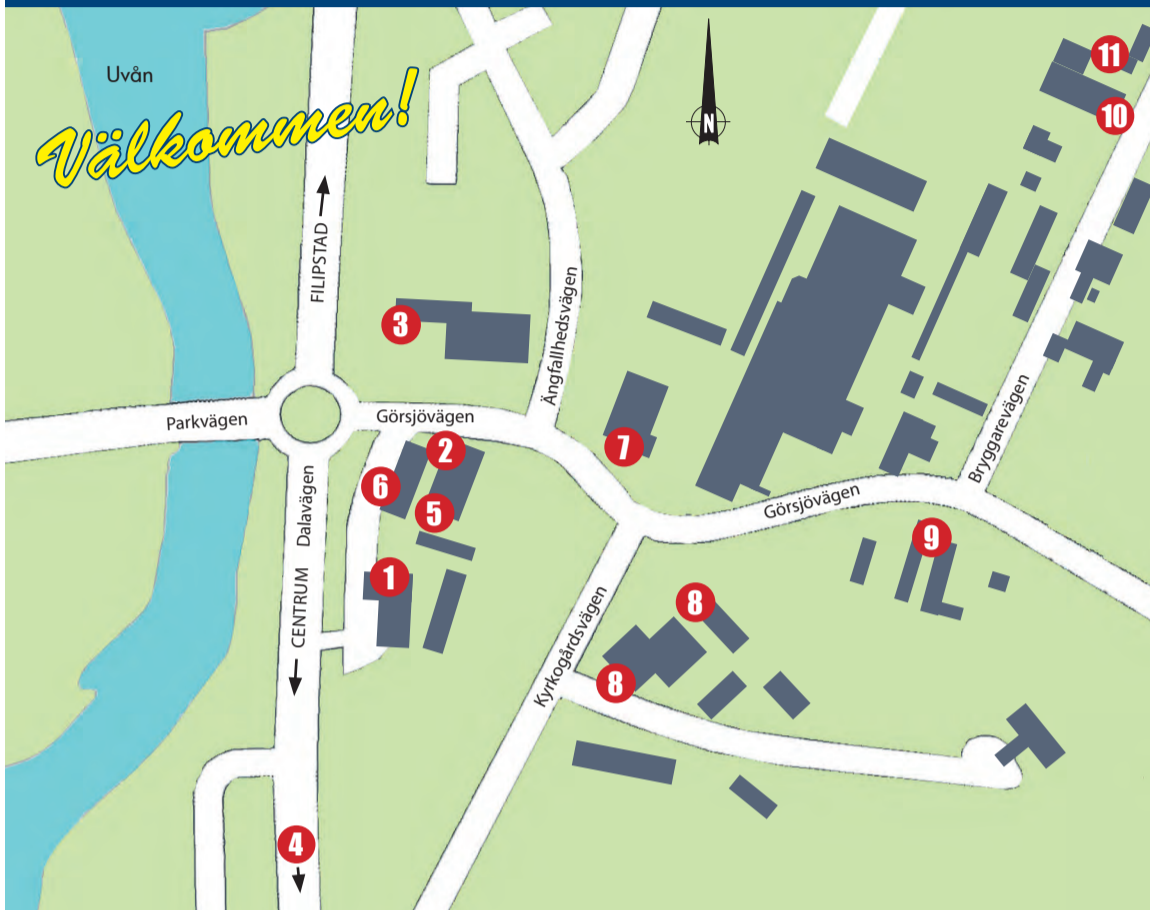 Uvån
Välkommen!
N
11
10
FILIPSTAD
3
Ängfallhedsvägen
Parkvägen
Görsjövägen
2
7
Bryggarevägen
6
5
Görsjövägen
Dalavägen
9
1
CENTRUM
8
Kyrkogårdsvägen
8
4